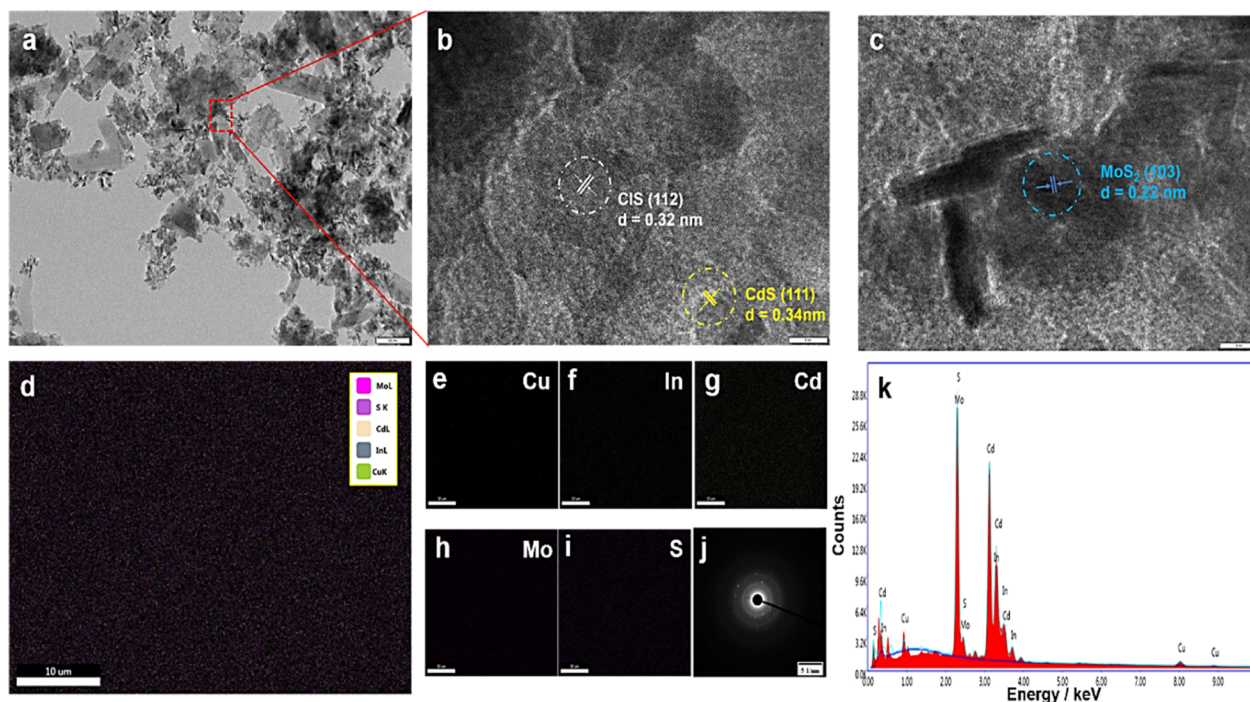 a
b
CIS (112)
d = 0.32 nm
CdS (111)
d = 0.34nm
c
MoS₂ (103)
d = 0.22 nm
d
MoL
S K
CdL
InL
CuK
10 um
e Cu
f In
g Cd
h Mo
i S
j
5 1/nm
k
Counts
28.8K
25.6K
22.4K
19.2K
16.0K
12.8K
9.6K
6.4K
3.2K
0.0K
S
Mo
Cd
Cd
In
In
Cd
In
S
Mo
Cd
In
S
Cu
Cu
Cu
0.00 1.00 2.00 3.00 4.00 5.00 6.00 7.00 8.00 9.00
Energy / keV